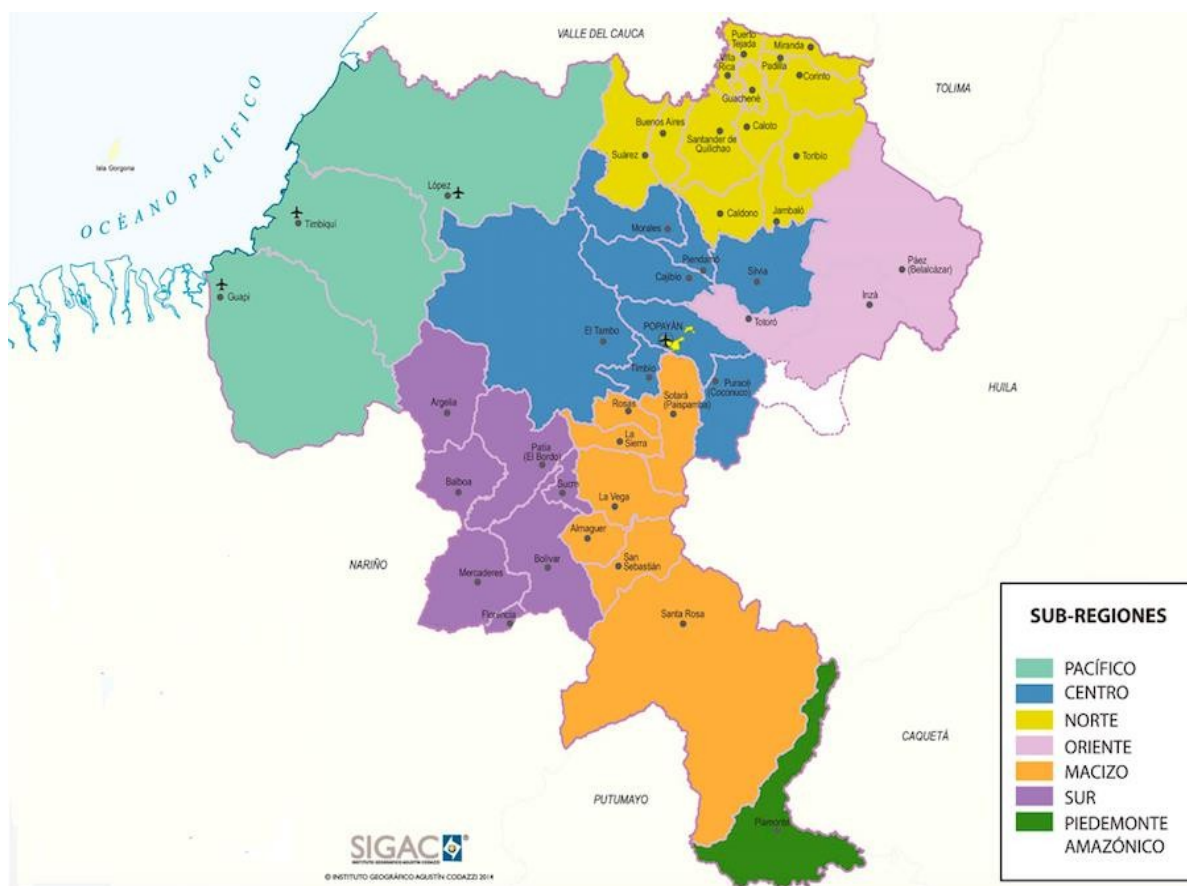 VALLE DEL CAUCA
TOLIMA
HUILA
CAQUETÁ
PUTUMAYO
NARIÑO
OCÉANO PACÍFICO
Isla Gorgona
Puerto
Tejada
Miranda
Villa
Rica
Padilla
Corinto
Guachené
Buenos Aires
Santander de
Quilichao
Caloto
Suárez
Toribío
Caldono
Jambaló
López
Timbiquí
Guapi
Morales
Piendamó
Cajibío
Silvia
Páez
(Belalcázar)
Inzá
Totoró
POPAYÁN
El Tambo
Timbío
Puracé
(Coconuco)
Sotará
(Paispamba)
Rosas
La
Sierra
Argelia
Patía
(El Bordo)
Balboa
Sucre
La Vega
Almaguer
San
Sebastián
Bolívar
Mercaderes
Florencia
Santa Rosa
Piamonte
SUB-REGIONES
PACÍFICO
CENTRO
NORTE
ORIENTE
MACIZO
SUR
PIEDEMONTE
AMAZÓNICO
SIGAC®
INSTITUTO GEOGRÁFICO AGUSTÍN CODAZZI
© INSTITUTO GEOGRÁFICO AGUSTÍN CODAZZI 2014